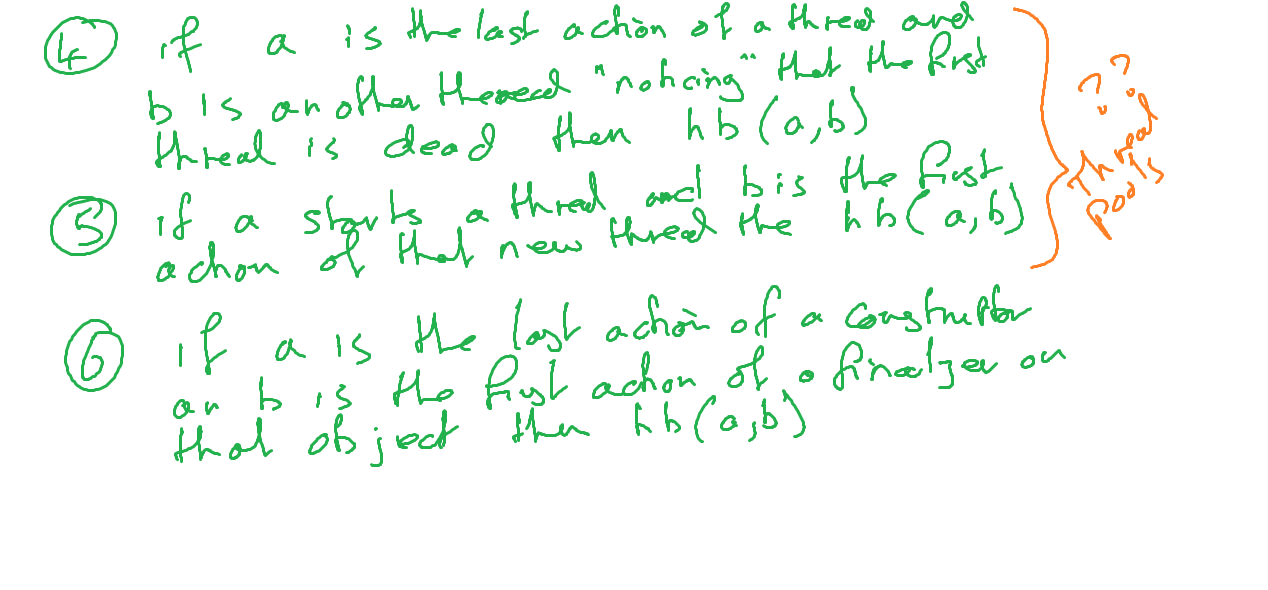 ④ if a is the last action of a thread and
b is another thread "noticing" that the first
thread is dead then hb(a,b)
⑤ if a starts a thread and b is the first
action of that new thread the hb(a,b)
? ?
Thread
pools
⑥ if a is the last action of a constructor
an b is the first action of a finalizer on
that object then hb(a,b)